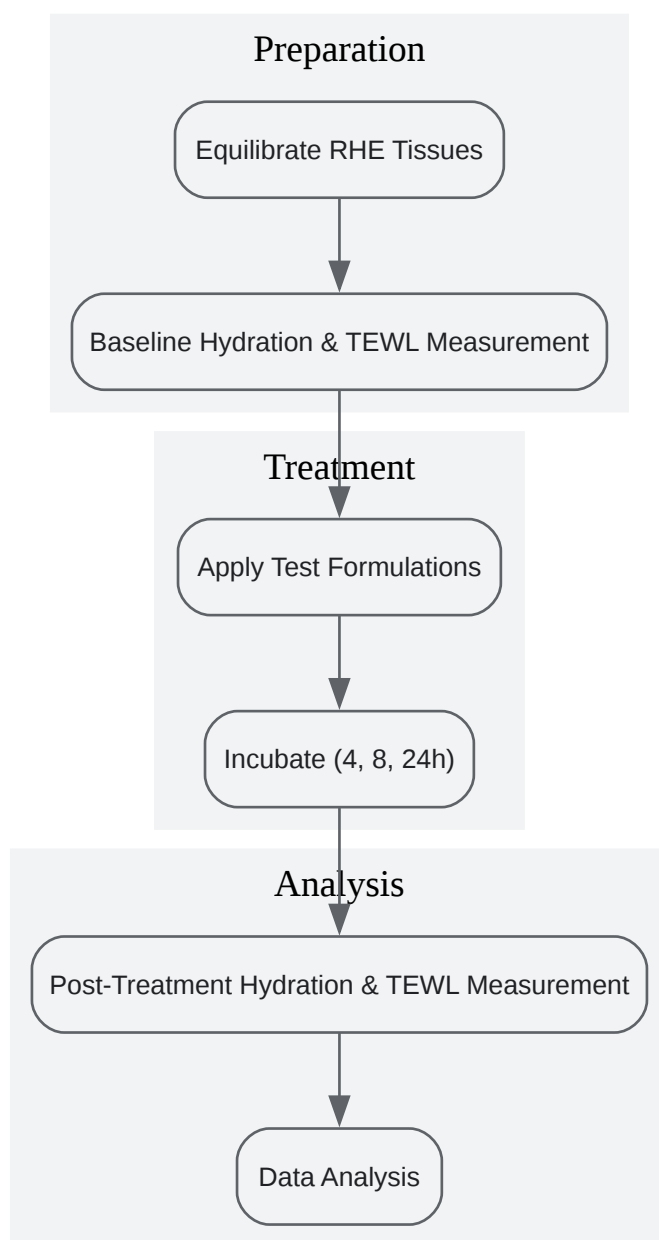 Preparation
Equilibrate RHE Tissues
Baseline Hydration & TEWL Measurement
Treatment
Apply Test Formulations
Incubate (4, 8, 24h)
Analysis
Post-Treatment Hydration & TEWL Measurement
Data Analysis